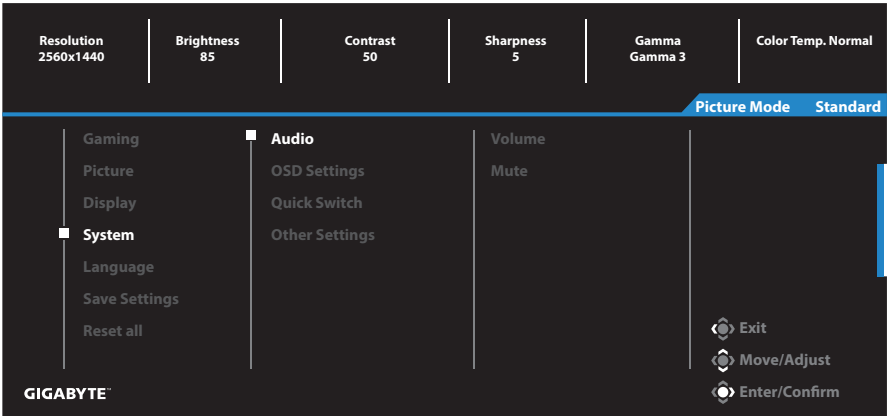 Resolution
2560x1440
Brightness
85
Contrast
50
Sharpness
5
Gamma
Gamma 3
Color Temp. Normal
Picture Mode Standard
Gaming
Picture
Display
System
Language
Save Settings
Reset all
Audio
OSD Settings
Quick Switch
Other Settings
Volume
Mute
Exit
Move/Adjust
Enter/Confirm
GIGABYTE™